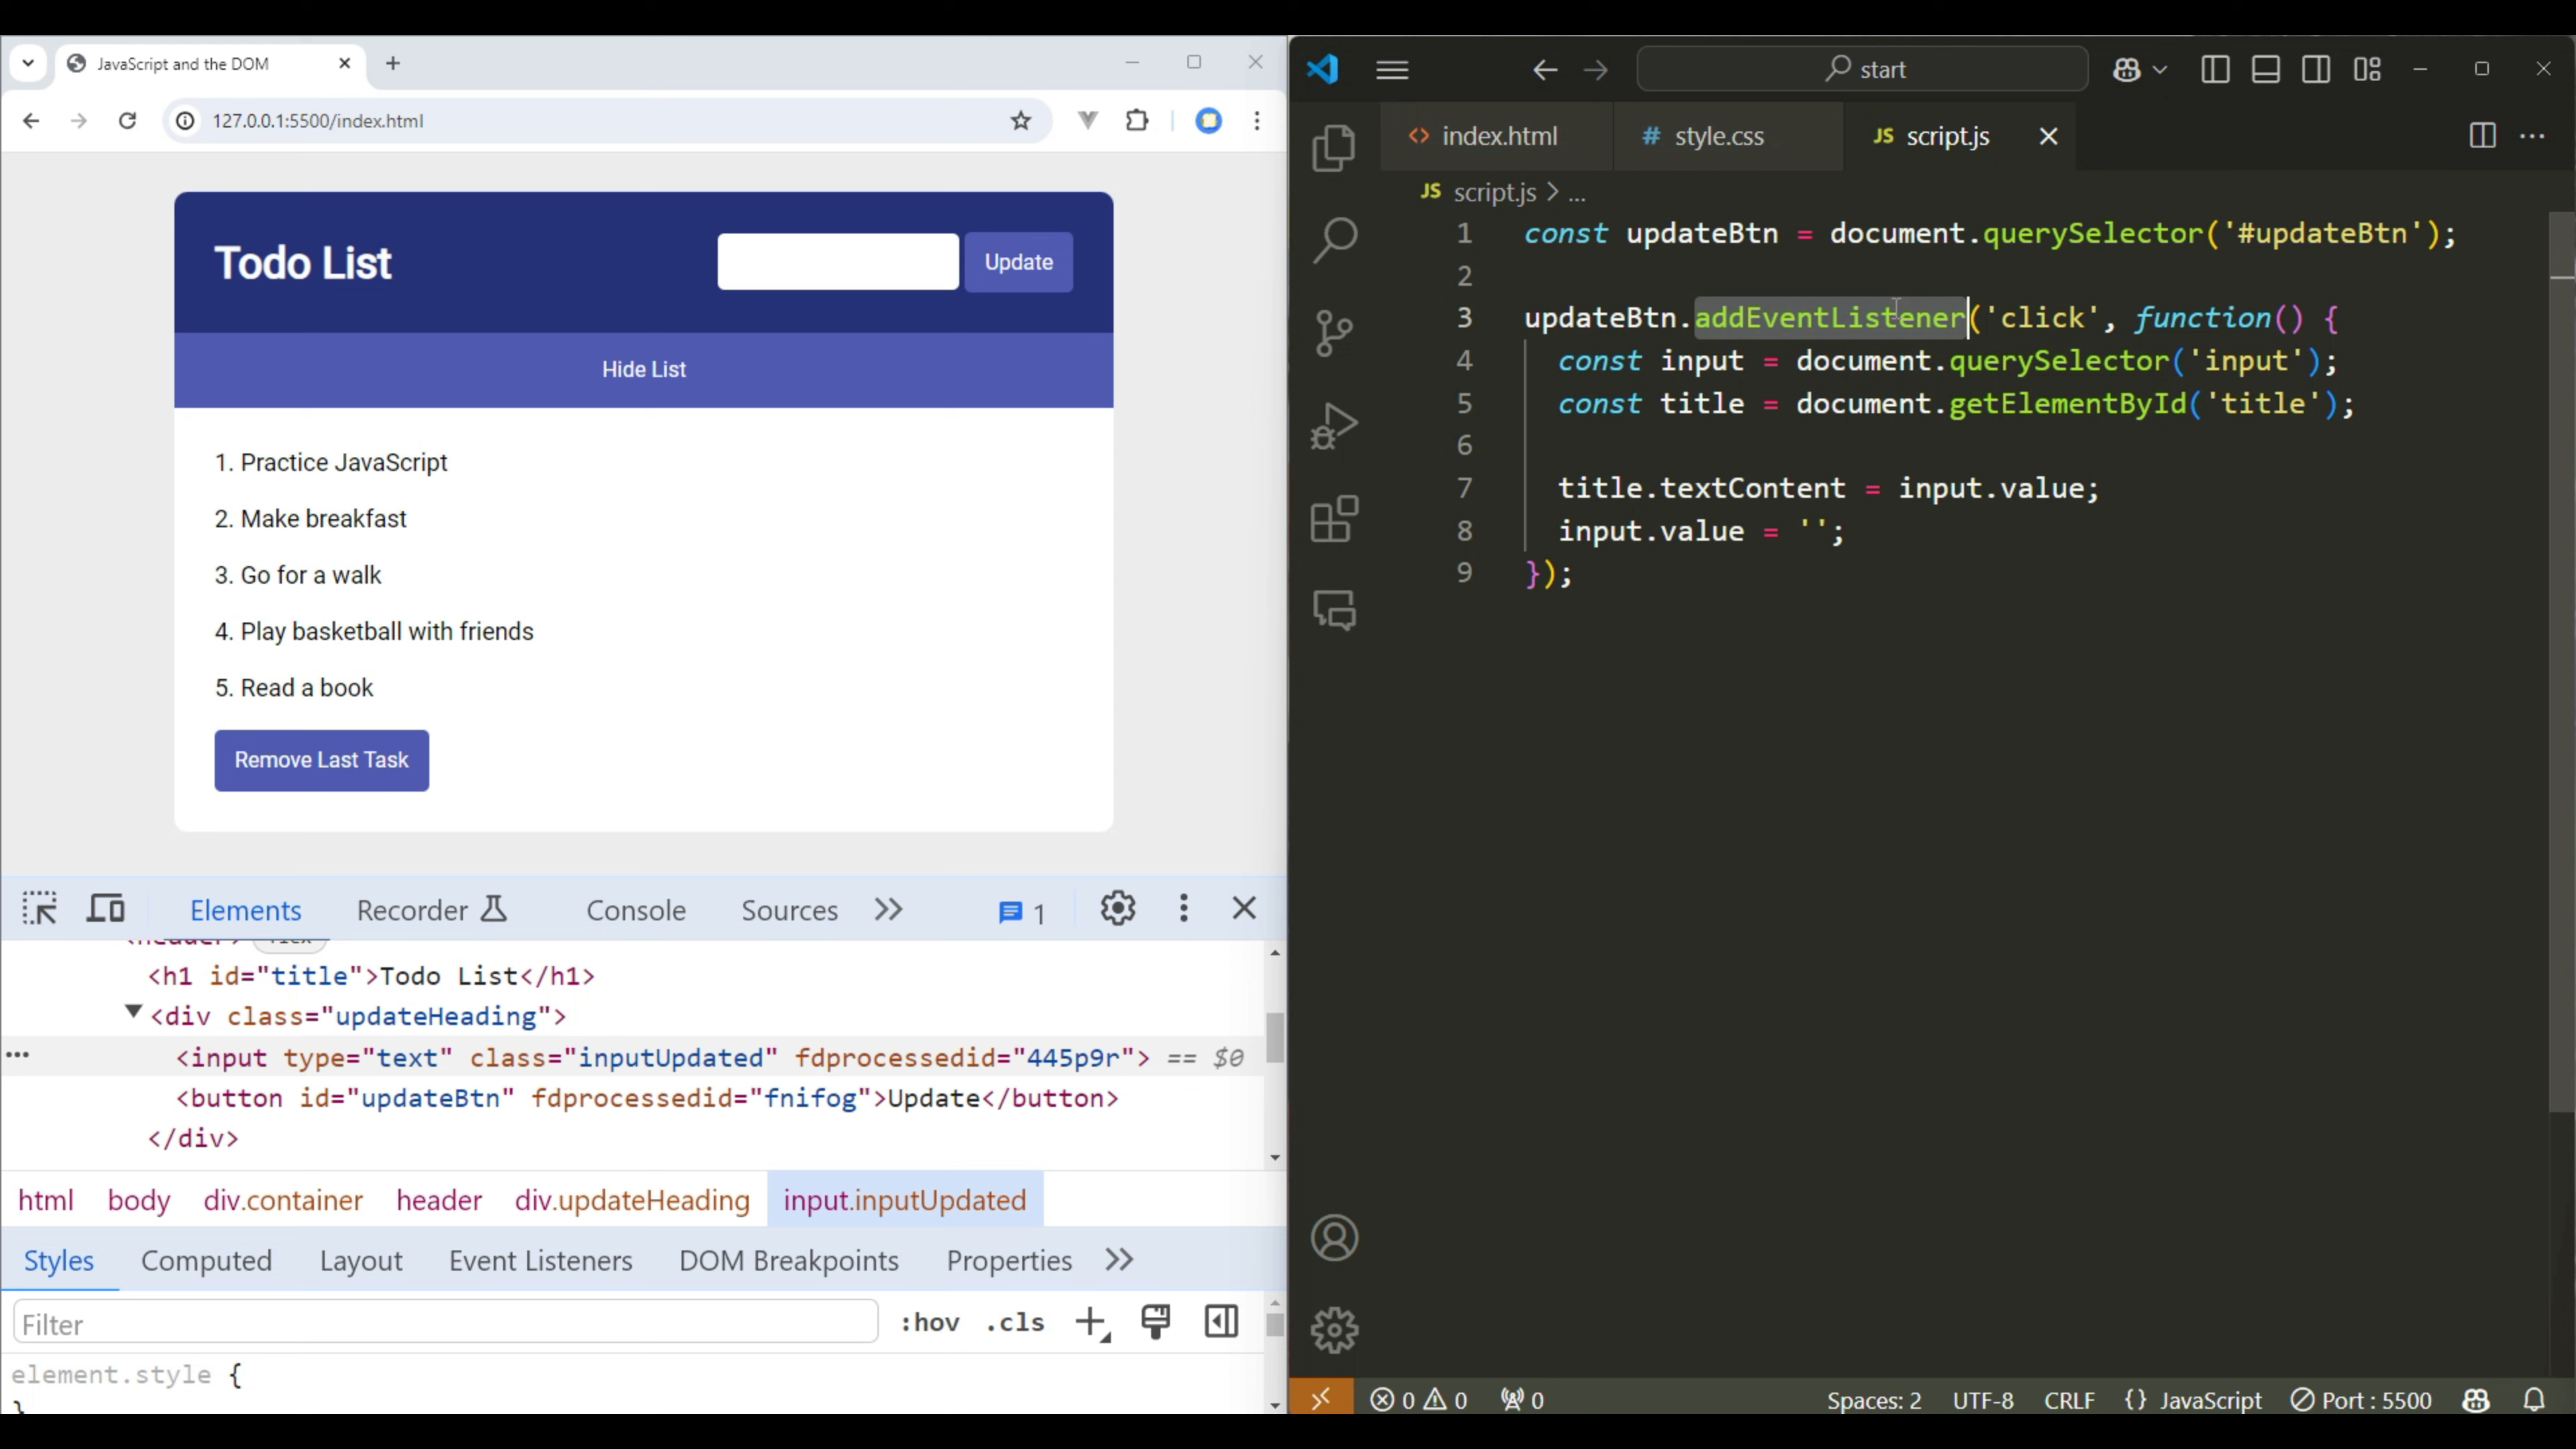 JavaScript and the DOM
127.0.0.1:5500/index.html
Todo List
Update
Hide List
1. Practice JavaScript
2. Make breakfast
3. Go for a walk
4. Play basketball with friends
5. Read a book
Remove Last Task
Elements Recorder Console Sources 1
<h1 id="title">Todo List</h1>
<div class="updateHeading">
<input type="text" class="inputUpdated" fdprocessedid="445p9r"> == $0
<button id="updateBtn" fdprocessedid="fnifog">Update</button>
</div>
html body div.container header div.updateHeading input.inputUpdated
Styles Computed Layout Event Listeners DOM Breakpoints Properties
Filter :hov .cls
element.style {
}
start
index.html # style.css JS script.js
JS script.js > ...
1 const updateBtn = document.querySelector('#updateBtn');
2
3 updateBtn.addEventListener('click', function() {
4 const input = document.querySelector('input');
5 const title = document.getElementById('title');
6
7 title.textContent = input.value;
8 input.value = '';
9 });
0 0 0 Spaces: 2 UTF-8 CRLF {} JavaScript Port : 5500